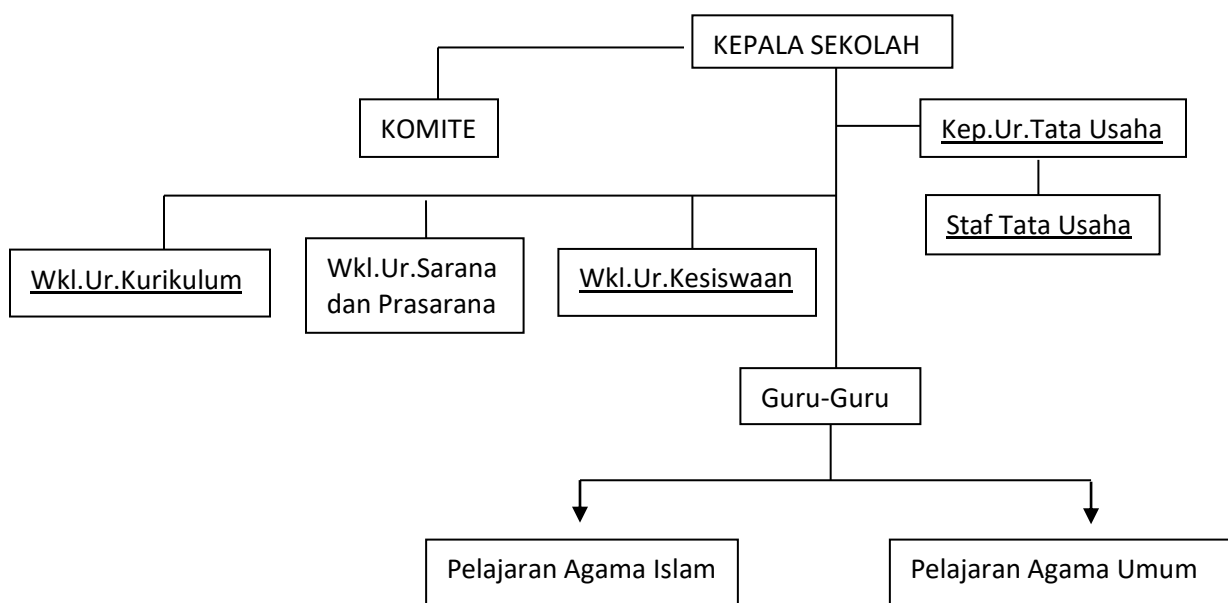 KEPALA SEKOLAH
KOMITE
Kep.Ur.Tata Usaha
Staf Tata Usaha
Wkl.Ur.Kurikulum
Wkl.Ur.Sarana
dan Prasarana
Wkl.Ur.Kesiswaan
Guru-Guru
Pelajaran Agama Islam
Pelajaran Agama Umum